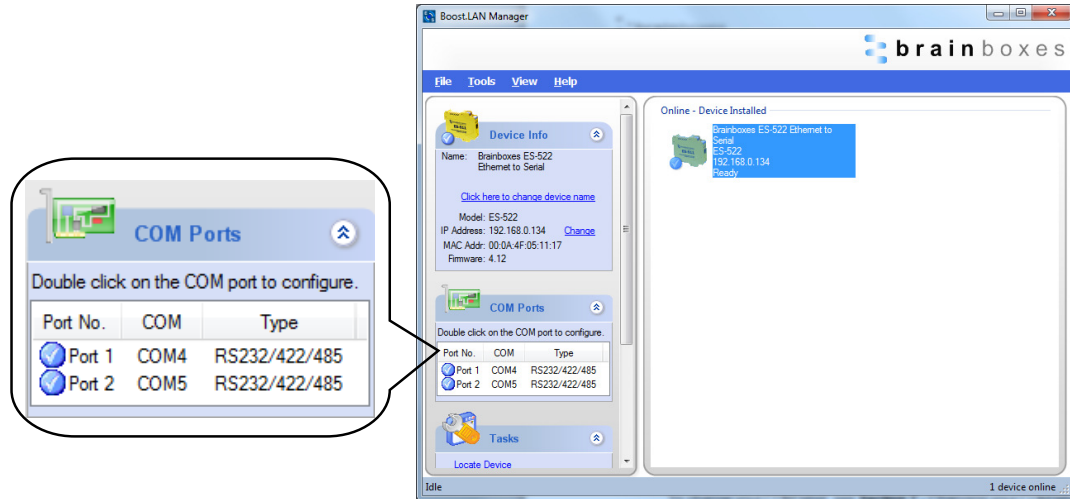 Boost.LAN Manager
brainboxes
File Tools View Help
Device Info
Name: Brainboxes ES-522
Ethernet to Serial
Click here to change device name
Model: ES-522
IP Address: 192.168.0.134 Change
MAC Addr: 00:0A:4F:05:11:17
Firmware: 4.12
COM Ports
Double click on the COM port to configure.
Port No. COM Type
Port 1 COM4 RS232/422/485
Port 2 COM5 RS232/422/485
Tasks
Locate Device
Online - Device Installed
Brainboxes ES-522 Ethernet to
Serial
ES-522
192.168.0.134
Ready
Idle
1 device online
COM Ports
Double click on the COM port to configure.
Port No. COM Type
Port 1 COM4 RS232/422/485
Port 2 COM5 RS232/422/485